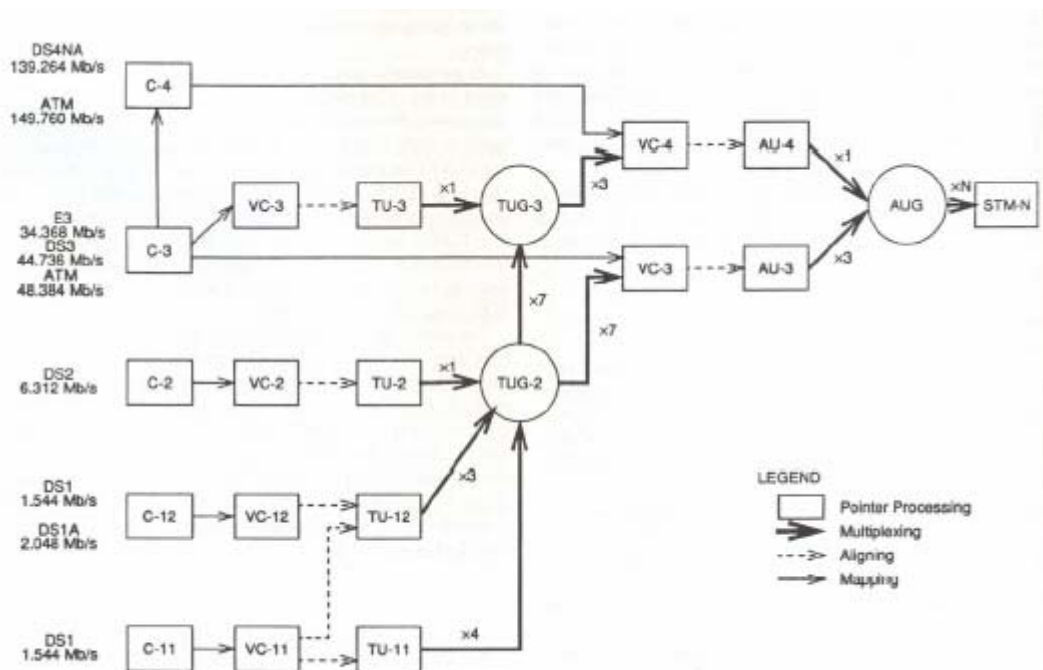 DS4NA
139.264 Mb/s
C-4
ATM
149.760 Mb/s
VC-4
AU-4
×1
×3
×1
×N
VC-3
TU-3
TUG-3
AUG
STM-N
E3
34.368 Mb/s
C-3
DS3
44.736 Mb/s
VC-3
AU-3
×3
ATM
48.384 Mb/s
×7
×7
DS2
6.312 Mb/s
C-2
VC-2
TU-2
×1
TUG-2
×3
DS1
1.544 Mb/s
C-12
VC-12
TU-12
DS1A
2.048 Mb/s
LEGEND
Pointer Processing
Multiplexing
Aligning
Mapping
DS1
1.544 Mb/s
C-11
VC-11
TU-11
×4